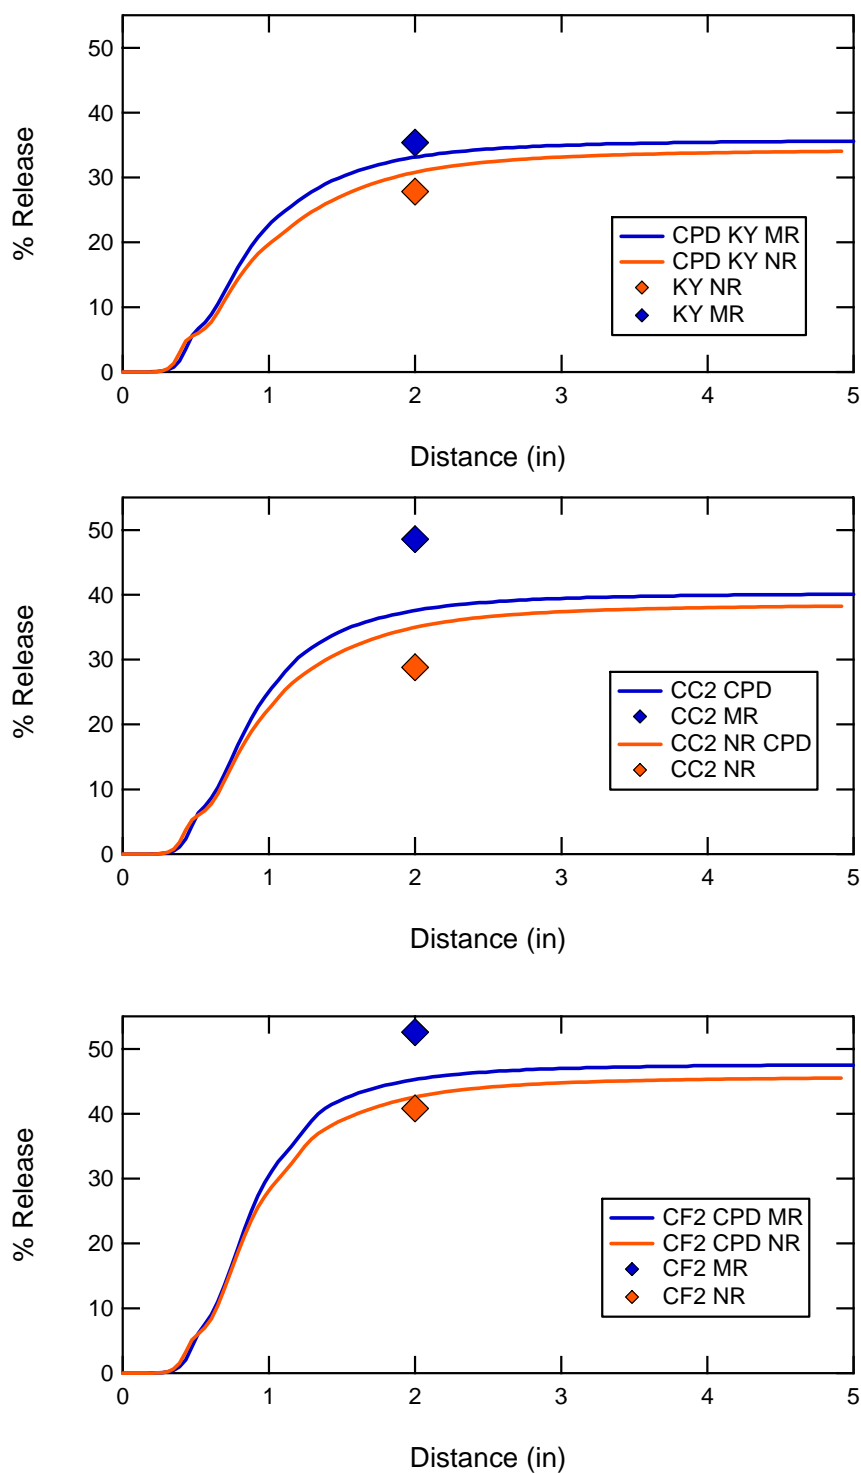 50
40
30
20
10
0
% Release
CPD KY MR
CPD KY NR
KY NR
KY MR
0 1 2 3 4 5
Distance (in)
50
40
30
20
10
0
% Release
CC2 CPD
CC2 MR
CC2 NR CPD
CC2 NR
0 1 2 3 4 5
Distance (in)
50
40
30
20
10
0
% Release
CF2 CPD MR
CF2 CPD NR
CF2 MR
CF2 NR
0 1 2 3 4 5
Distance (in)